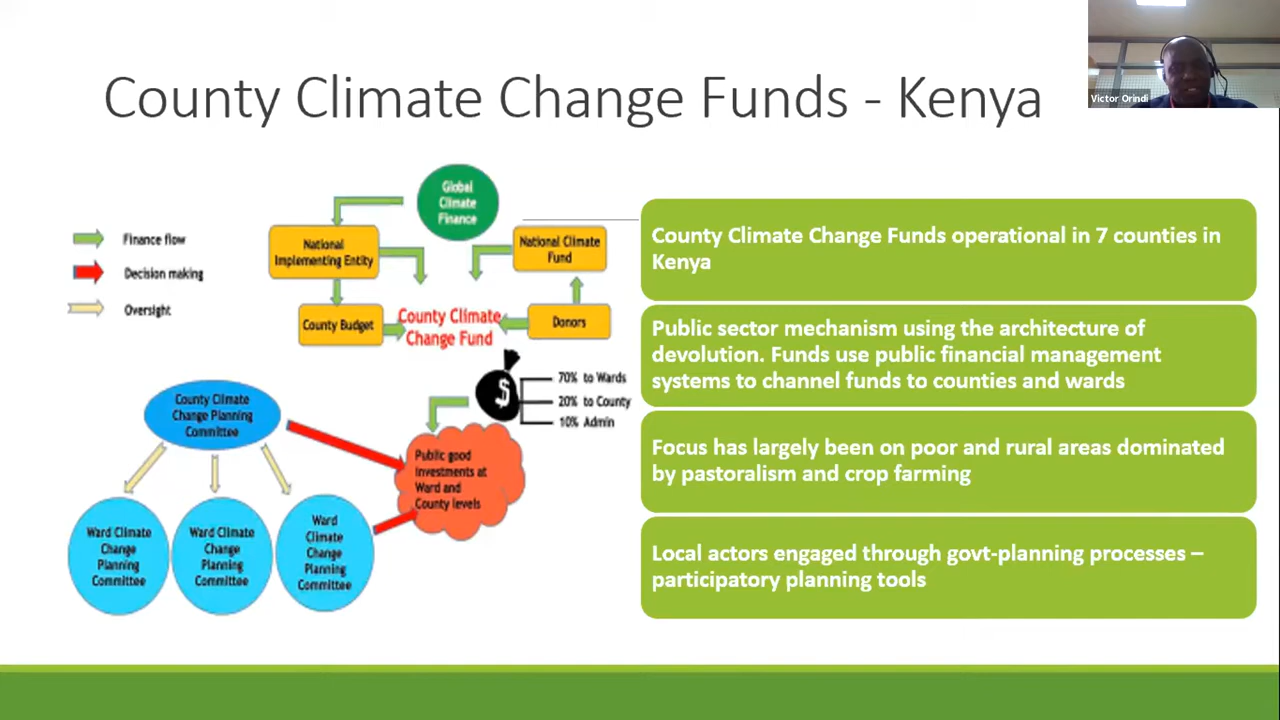 County Climate Change Funds - Kenya
Victor Orindi
Finance flow
Decision making
Oversight
Global
Climate
Finance
National
Implementing Entity
National Climate
Fund
County Budget
County Climate
Change Fund
Donors
$
70% to Wards
20% to County
10% Admin
County Climate
Change Planning
Committee
Public good
investments at
Ward and
County levels
Ward Climate
Change
Planning
Committee
Ward Climate
Change
Planning
Committee
Ward
Climate
Change
Planning
Committee
County Climate Change Funds operational in 7 counties in
Kenya
Public sector mechanism using the architecture of
devolution. Funds use public financial management
systems to channel funds to counties and wards
Focus has largely been on poor and rural areas dominated
by pastoralism and crop farming
Local actors engaged through govt-planning processes –
participatory planning tools